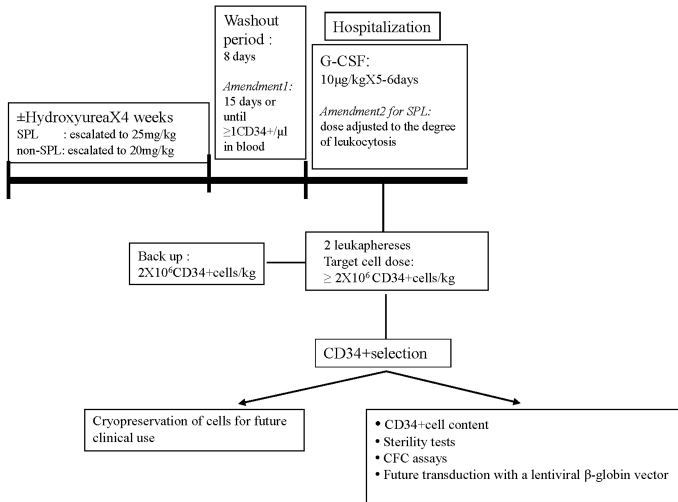 Washout
period :
8 days
Amendment1:
15 days or
until
≥1CD34+/µl
in blood
Hospitalization
G-CSF:
10µg/kgX5-6days
Amendment2 for SPL:
dose adjusted to the degree
of leukocytosis
±HydroxyureaX4 weeks
SPL : escalated to 25mg/kg
non-SPL: escalated to 20mg/kg
Back up :
2X10⁶CD34+cells/kg
2 leukaphereses
Target cell dose:
≥ 2X10⁶ CD34+cells/kg
CD34+selection
Cryopreservation of cells for future
clinical use
• CD34+cell content
• Sterility tests
• CFC assays
• Future transduction with a lentiviral β-globin vector